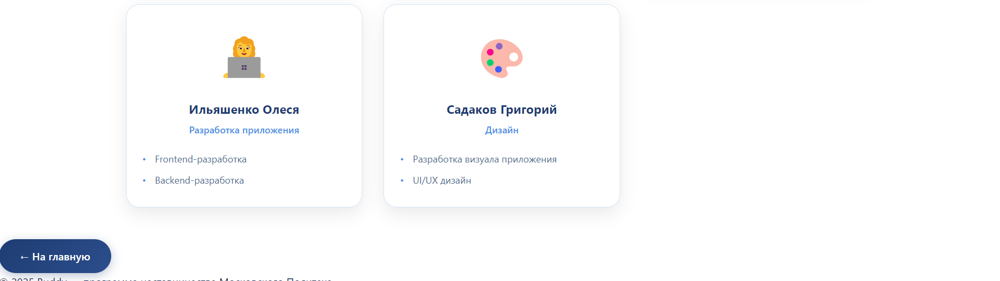 Ильяшенко Олеся
Разработка приложения
• Frontend-разработка
• Backend-разработка
Садаков Григорий
Дизайн
• Разработка визуала приложения
• UI/UX дизайн
← На главную
© 2025 Buddy — программа наставничества Московского Политеха